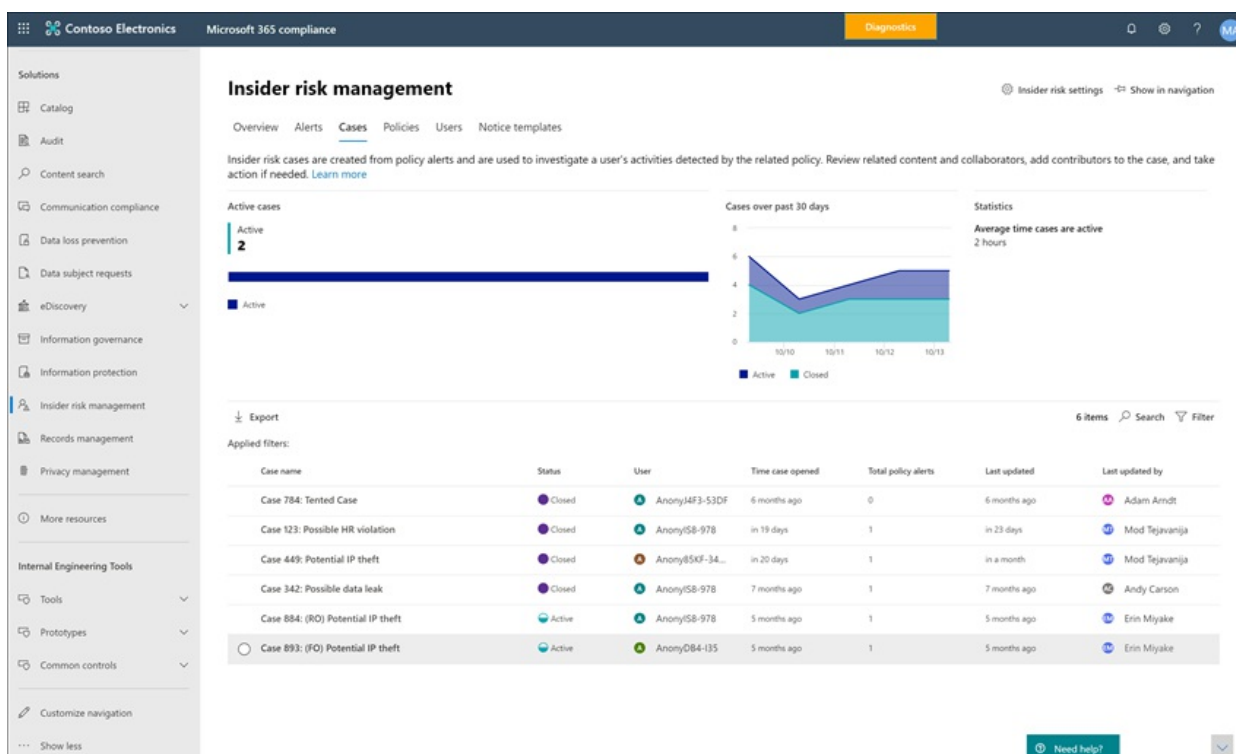 Contoso Electronics
Microsoft 365 compliance
Diagnostics
?
MA
Solutions
Catalog
Audit
Content search
Communication compliance
Data loss prevention
Data subject requests
eDiscovery
Information governance
Information protection
Insider risk management
Records management
Privacy management
More resources
Internal Engineering Tools
Tools
Prototypes
Common controls
Customize navigation
Show less
Insider risk management
Insider risk settings Show in navigation
Overview Alerts Cases Policies Users Notice templates
Insider risk cases are created from policy alerts and are used to investigate a user's activities detected by the related policy. Review related content and collaborators, add contributors to the case, and take
action if needed. Learn more
Active cases
Active
2
Active
Cases over past 30 days
8
6
4
2
0
10/10 10/11 10/12 10/13
Active Closed
Statistics
Average time cases are active
2 hours
Export
6 items Search Filter
Applied filters:
Case name Status User Time case opened Total policy alerts Last updated Last updated by
Case 784: Tented Case Closed A AnonyJ4F3-53DF 6 months ago 0 6 months ago AA Adam Arndt
Case 123: Possible HR violation Closed A AnonyIS8-978 in 19 days 1 in 23 days MT Mod Tejavanija
Case 449: Potential IP theft Closed A Anony85KF-34... in 20 days 1 in a month MT Mod Tejavanija
Case 342: Possible data leak Closed A AnonyIS8-978 7 months ago 1 7 months ago AC Andy Carson
Case 884: (RO) Potential IP theft Active A AnonyIS8-978 5 months ago 1 5 months ago EM Erin Miyake
Case 893: (FO) Potential IP theft Active A AnonyDB4-I35 5 months ago 1 5 months ago EM Erin Miyake
Need help?